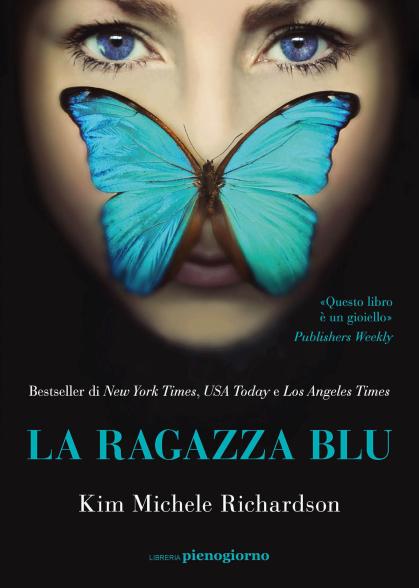 «Questo libro
è un gioiello»
Publishers Weekly
Bestseller di New York Times, USA Today e Los Angeles Times
LA RAGAZZA BLU
Kim Michele Richardson
LIBRERIA pienogiorno